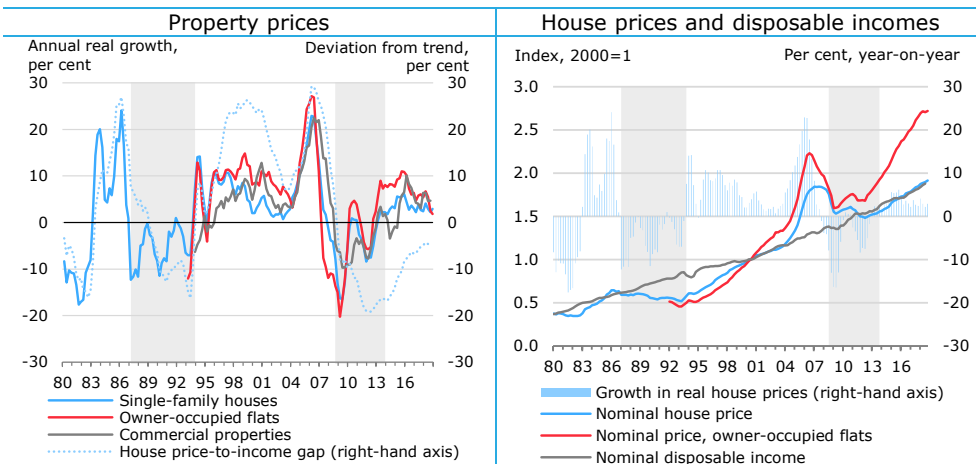 Property prices
Annual real growth,
per cent
Deviation from trend,
per cent
30
20
10
0
-10
-20
-30
30
20
10
0
-10
-20
-30
80 83 86 89 92 95 98 01 04 07 10 13 16
Single-family houses
Owner-occupied flats
Commercial properties
House price-to-income gap (right-hand axis)
House prices and disposable incomes
Index, 2000=1
Per cent, year-on-year
3.0
2.5
2.0
1.5
1.0
0.5
0.0
30
20
10
0
-10
-20
-30
80 83 86 89 92 95 98 01 04 07 10 13 16
Growth in real house prices (right-hand axis)
Nominal house price
Nominal price, owner-occupied flats
Nominal disposable income